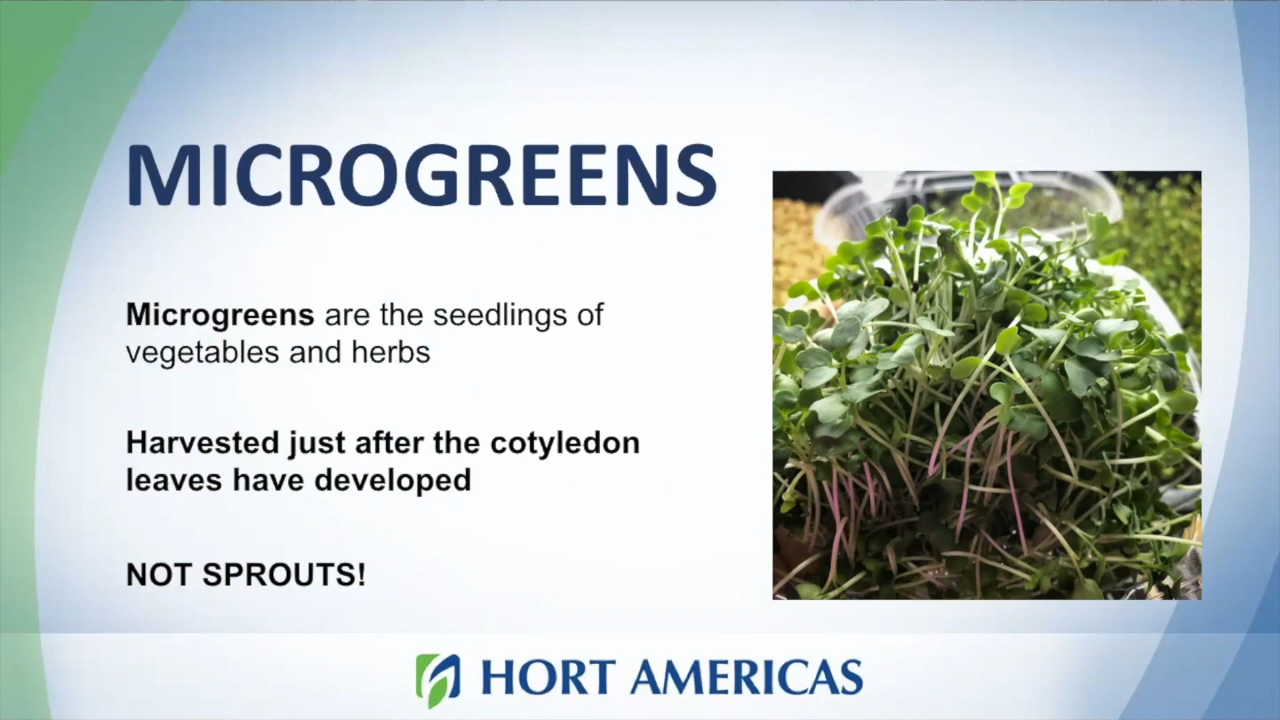 MICROGREENS
Microgreens are the seedlings of
vegetables and herbs
Harvested just after the cotyledon
leaves have developed
NOT SPROUTS!
HORT AMERICAS